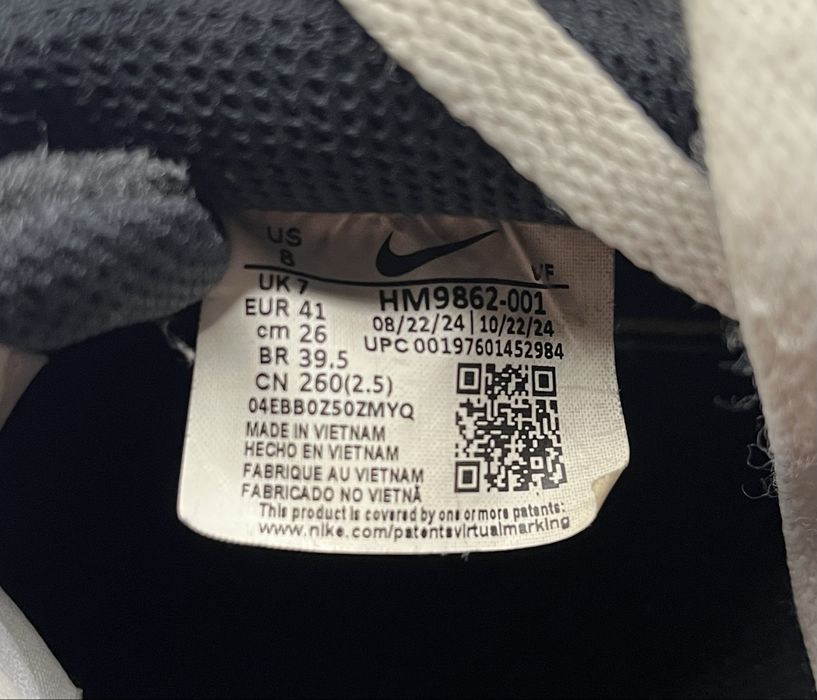 US
8
VF
UK 7
EUR 41
cm 26
BR 39.5
CN 260(2.5)
04EBB0Z50ZMYQ
HM9862-001
08/22/24 | 10/22/24
UPC 00197601452984
MADE IN VIETNAM
HECHO EN VIETNAM
FABRIQUE AU VIETNAM
FABRICADO NO VIETNÃ
This product is covered by one or more patents:
www.nike.com/patentsvirtualmarking